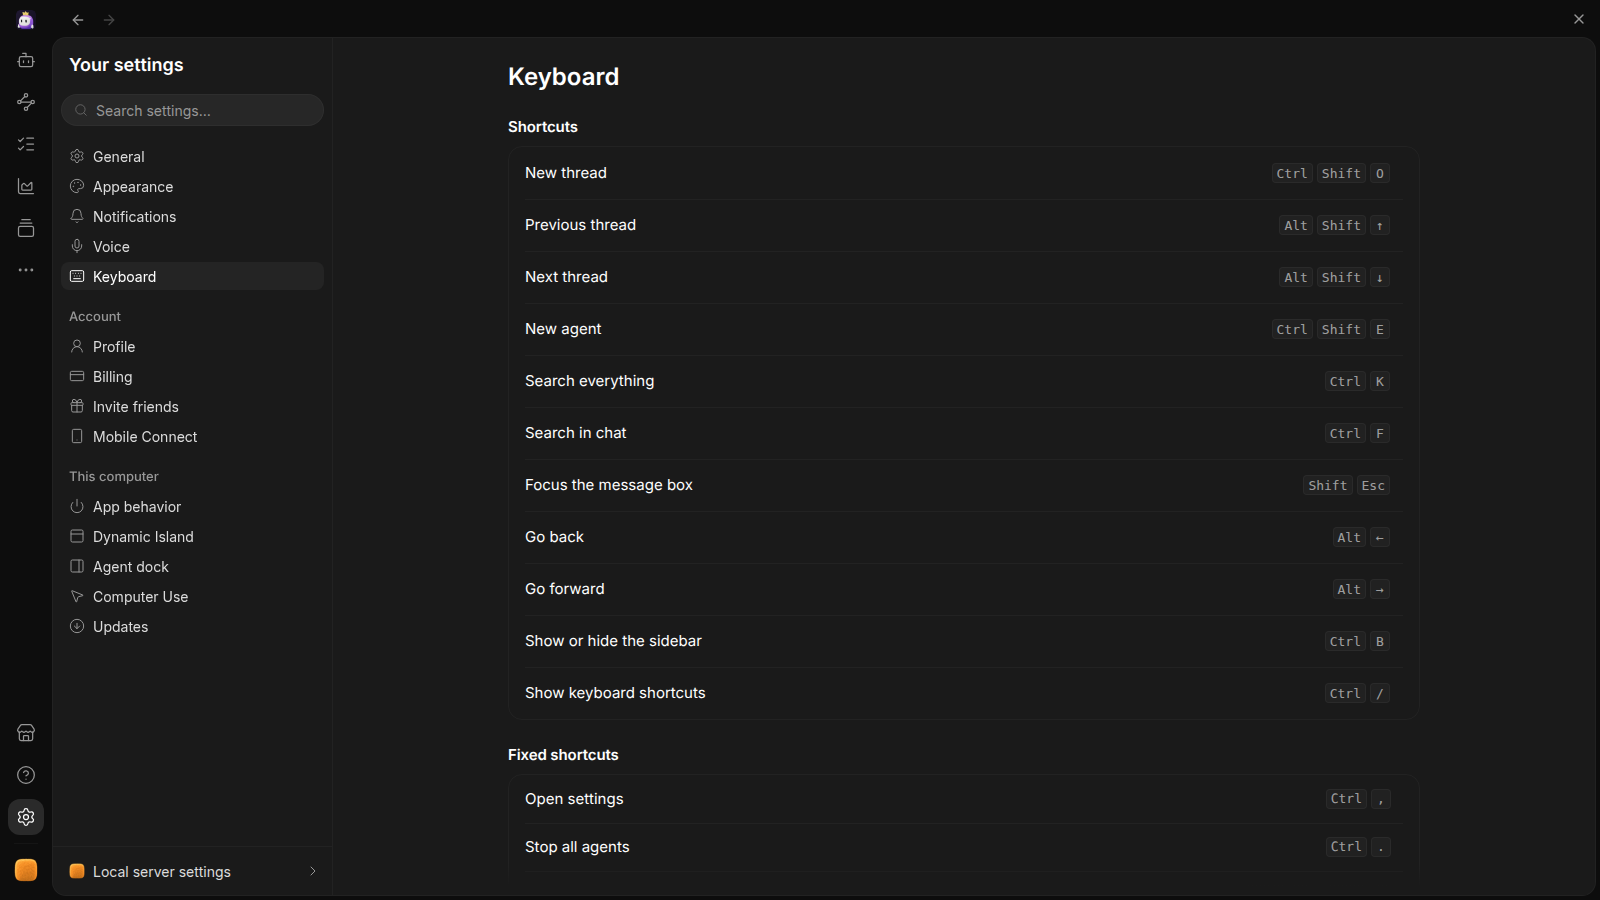 Your settings
Search settings...
General
Appearance
Notifications
Voice
Keyboard
Account
Profile
Billing
Invite friends
Mobile Connect
This computer
App behavior
Dynamic Island
Agent dock
Computer Use
Updates
Local server settings
Keyboard
Shortcuts
New thread Ctrl Shift O
Previous thread Alt Shift ↑
Next thread Alt Shift ↓
New agent Ctrl Shift E
Search everything Ctrl K
Search in chat Ctrl F
Focus the message box Shift Esc
Go back Alt ←
Go forward Alt →
Show or hide the sidebar Ctrl B
Show keyboard shortcuts Ctrl /
Fixed shortcuts
Open settings Ctrl ,
Stop all agents Ctrl .